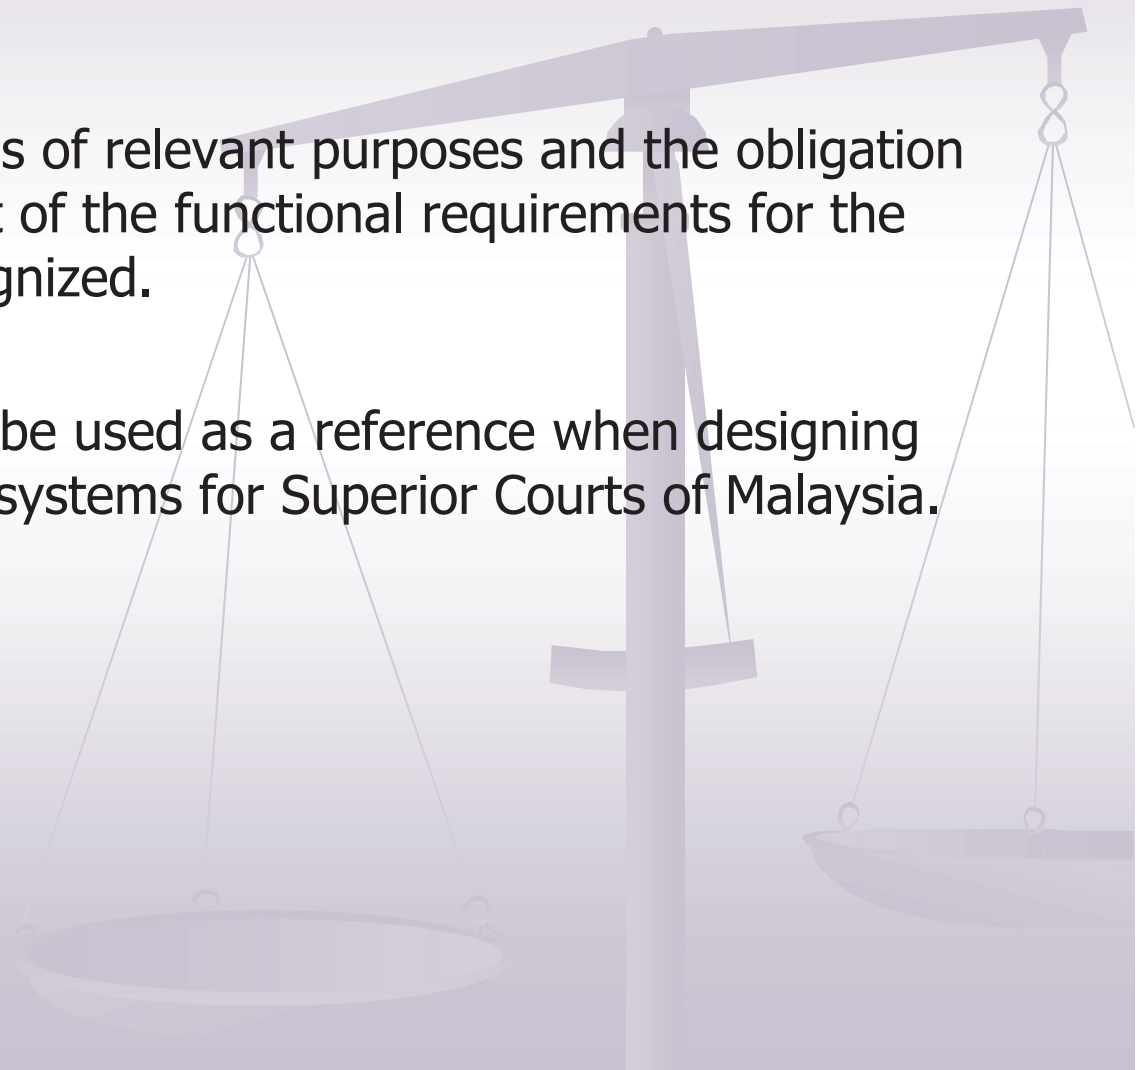 s of relevant purposes and the obligation
t of the functional requirements for the
gnized.
be used as a reference when designing
systems for Superior Courts of Malaysia.